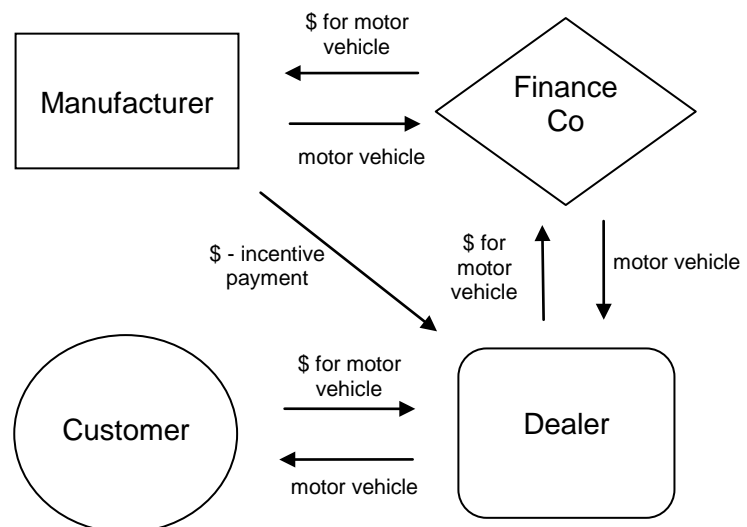 $ for motor
vehicle
Manufacturer
Finance
Co
motor vehicle
$ - incentive
payment
$ for
motor
vehicle
motor vehicle
$ for motor
vehicle
Customer
Dealer
motor vehicle